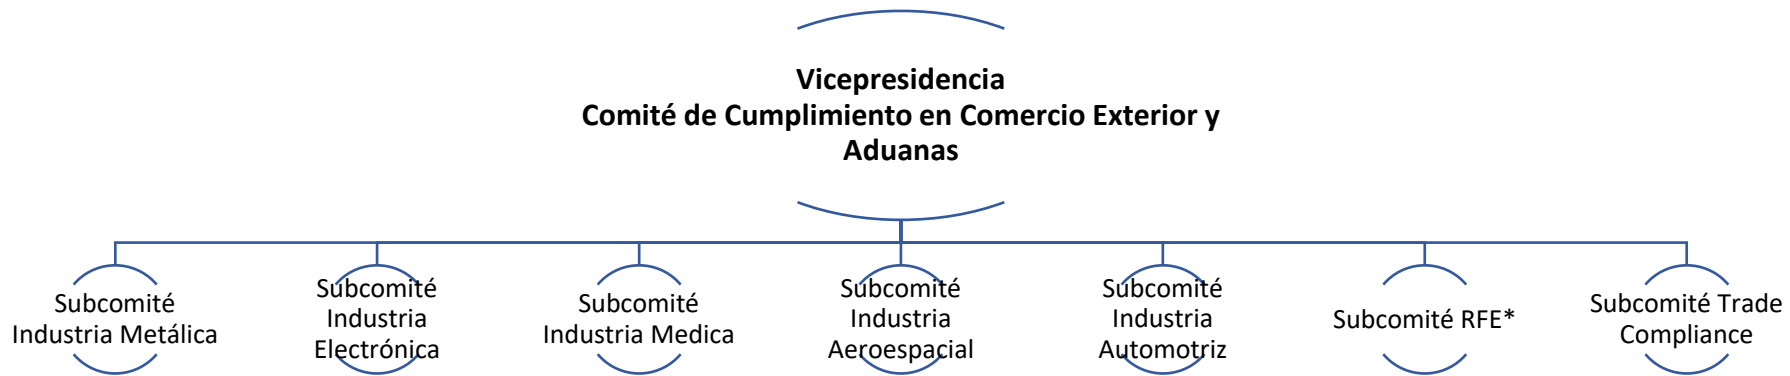 Vicepresidencia
Comité de Cumplimiento en Comercio Exterior y
Aduanas
Subcomité
Industria Metálica
Subcomité
Industria
Electrónica
Subcomité
Industria Medica
Subcomité
Industria
Aeroespacial
Subcomité
Industria
Automotriz
Subcomité RFE*
Subcomité Trade
Compliance